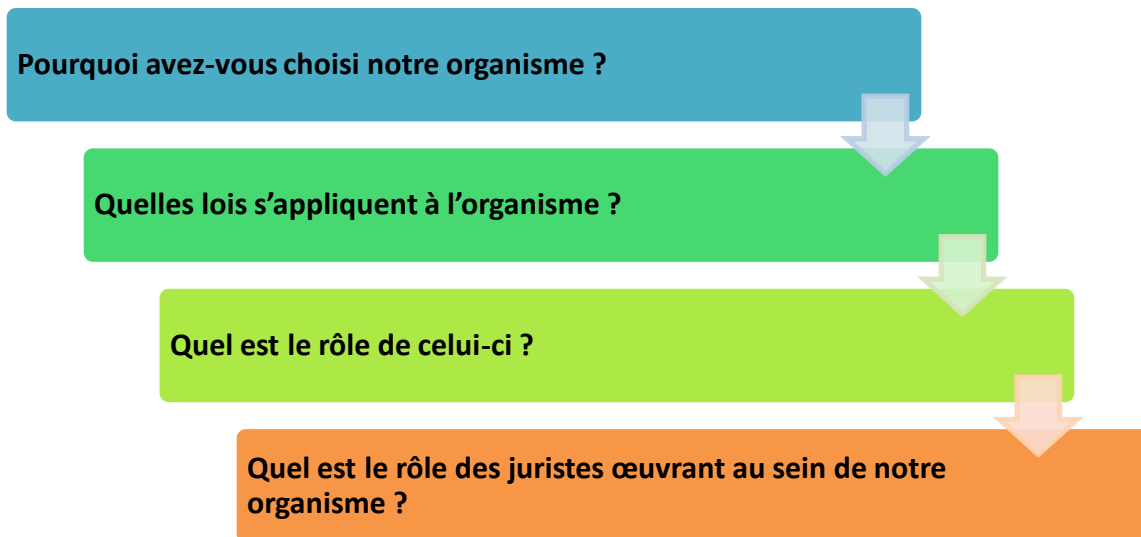 Pourquoi avez-vous choisi notre organisme ?
Quelles lois s’appliquent à l’organisme ?
Quel est le rôle de celui-ci ?
Quel est le rôle des juristes œuvrant au sein de notre
organisme ?